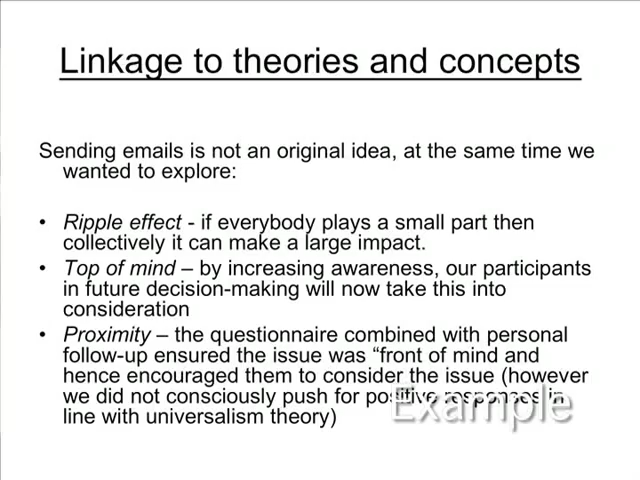 Linkage to theories and concepts
Sending emails is not an original idea, at the same time we
wanted to explore:
• Ripple effect - if everybody plays a small part then
collectively it can make a large impact.
• Top of mind – by increasing awareness, our participants
in future decision-making will now take this into
consideration
• Proximity – the questionnaire combined with personal
follow-up ensured the issue was “front of mind and
hence encouraged them to consider the issue (however
we did not consciously push for positive responses in
line with universalism theory)
Example